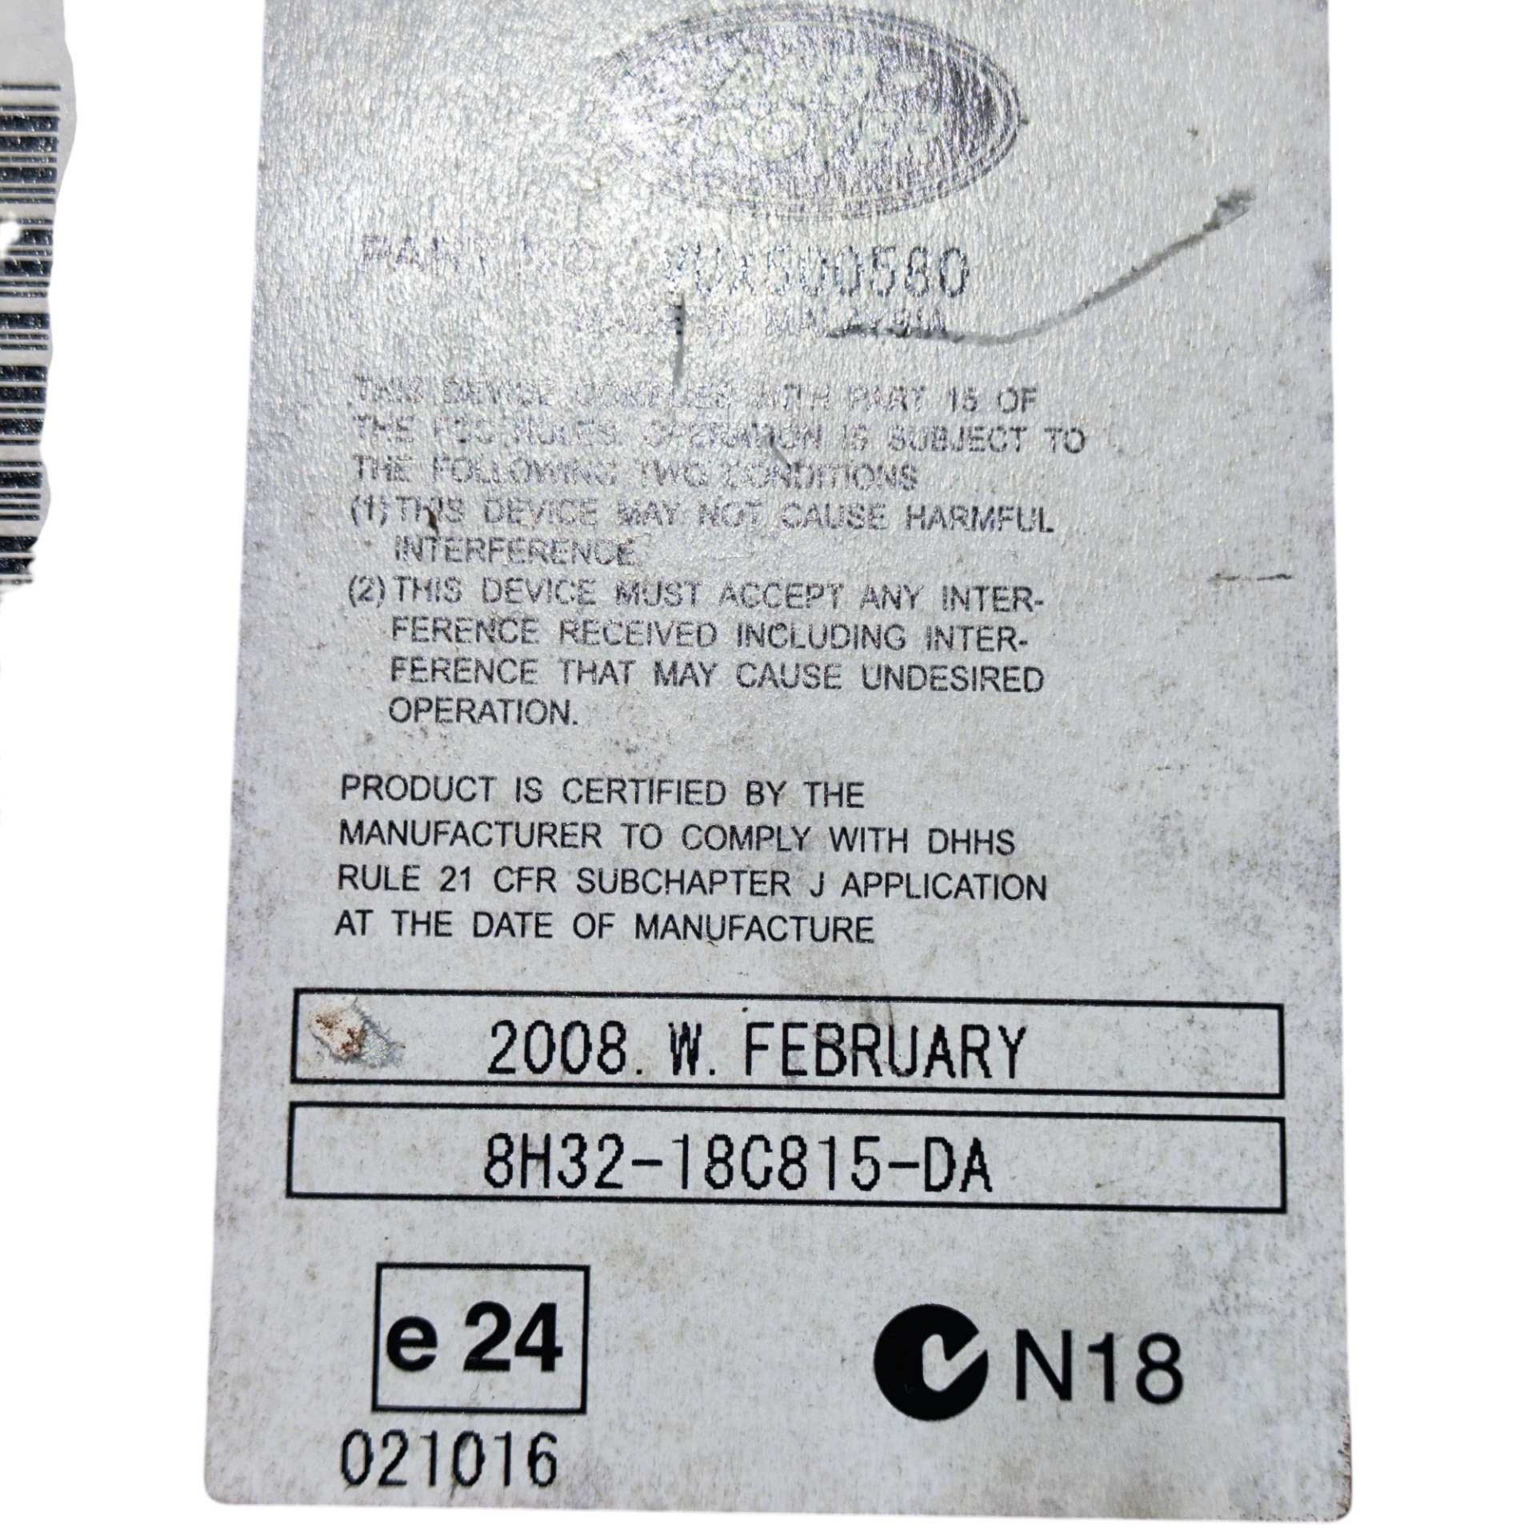 LAND-
ROVER
PART NO.
MALAYSIA
THIS DEVICE COMPLIES WITH PART 15 OF
THE FCC RULES. OPERATION IS SUBJECT TO
THE FOLLOWING TWO CONDITIONS
(1) THIS DEVICE MAY NOT CAUSE HARMFUL
INTERFERENCE.
(2) THIS DEVICE MUST ACCEPT ANY INTER-
FERENCE RECEIVED INCLUDING INTER-
FERENCE THAT MAY CAUSE UNDESIRED
OPERATION.
PRODUCT IS CERTIFIED BY THE
MANUFACTURER TO COMPLY WITH DHHS
RULE 21 CFR SUBCHAPTER J APPLICATION
AT THE DATE OF MANUFACTURE
2008. W. FEBRUARY
8H32-18C815-DA
e 24
N18
021016